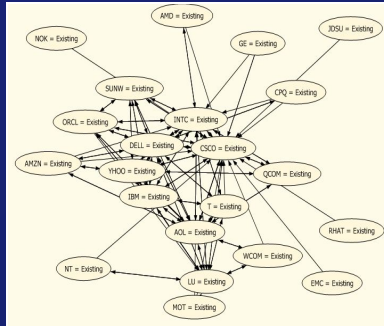 AMD = Existing
JDSU = Existing
GE = Existing
NOK = Existing
SUNW = Existing
CPQ = Existing
ORCL = Existing
INTC = Existing
DELL = Existing
CSCO = Existing
AMZN = Existing
YHOO = Existing
QCOM = Existing
IBM = Existing
T = Existing
AOL = Existing
RHAT = Existing
WCOM = Existing
NT = Existing
LU = Existing
EMC = Existing
MOT = Existing